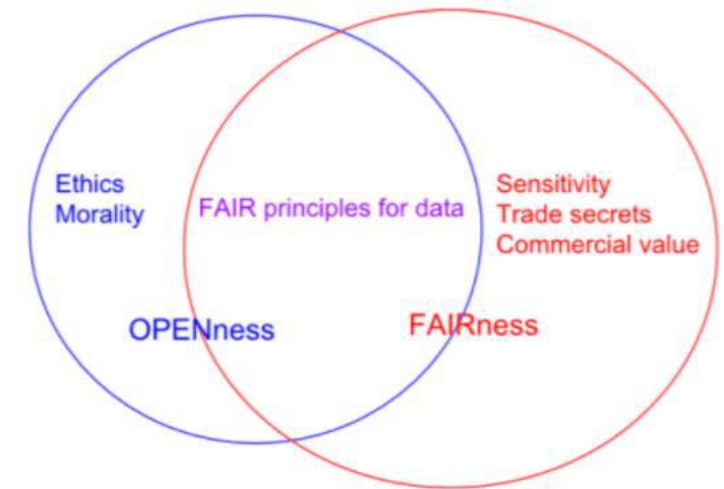 Ethics
Morality
FAIR principles for data
Sensitivity
Trade secrets
Commercial value
OPENness
FAIRness